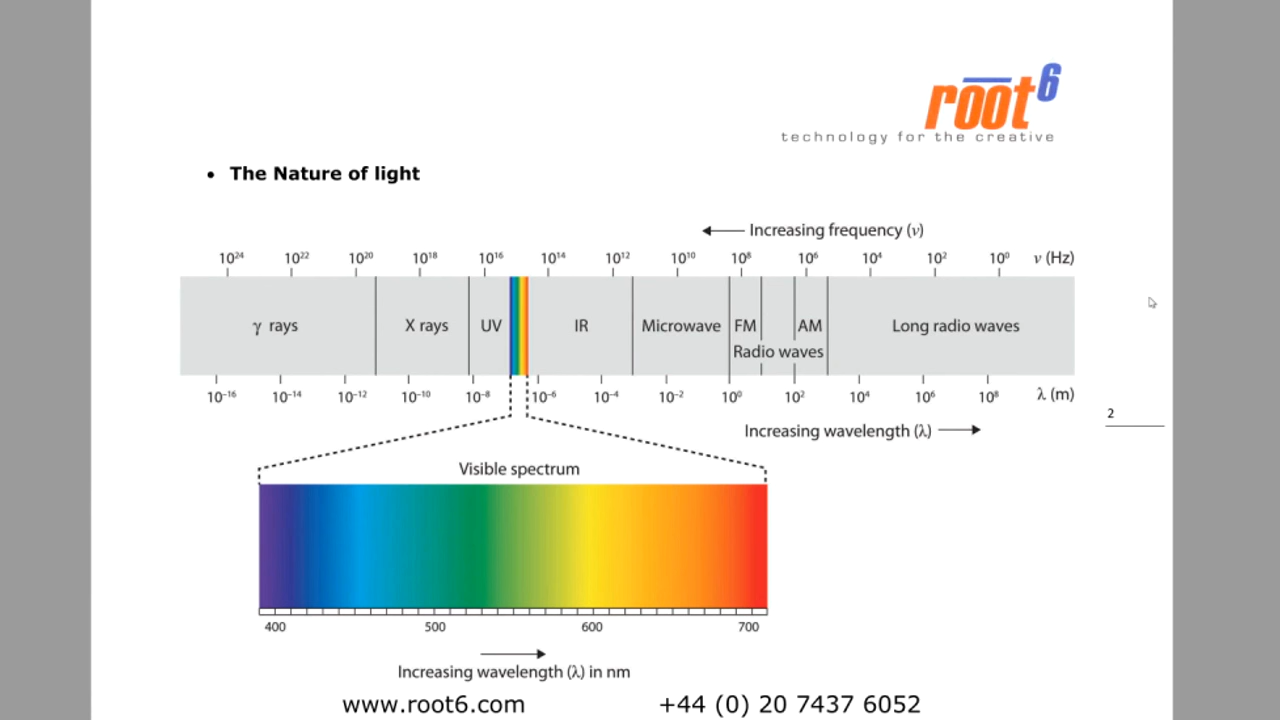 root6
technology for the creative
• The Nature of light
Increasing frequency (ν)
10²⁴ 10²² 10²⁰ 10¹⁸ 10¹⁶ 10¹⁴ 10¹² 10¹⁰ 10⁸ 10⁶ 10⁴ 10² 10⁰ ν (Hz)
γ rays X rays UV IR Microwave FM AM Long radio waves
Radio waves
10⁻¹⁶ 10⁻¹⁴ 10⁻¹² 10⁻¹⁰ 10⁻⁸ 10⁻⁶ 10⁻⁴ 10⁻² 10⁰ 10² 10⁴ 10⁶ 10⁸ λ (m)
2
Increasing wavelength (λ)
Visible spectrum
400 500 600 700
Increasing wavelength (λ) in nm
www.root6.com +44 (0) 20 7437 6052